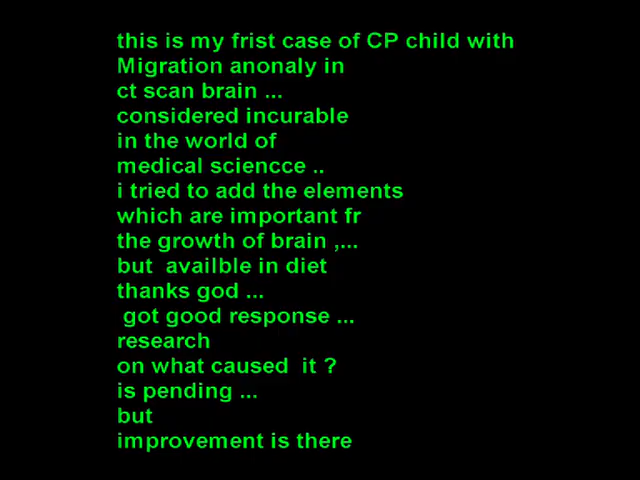 this is my frist case of CP child with
Migration anonaly in
ct scan brain ...
considered incurable
in the world of
medical sciencce ..
i tried to add the elements
which are important fr
the growth of brain ,...
but  availble in diet
thanks god ...
got good response ...
research
on what caused  it ?
is pending ...
but
improvement is there